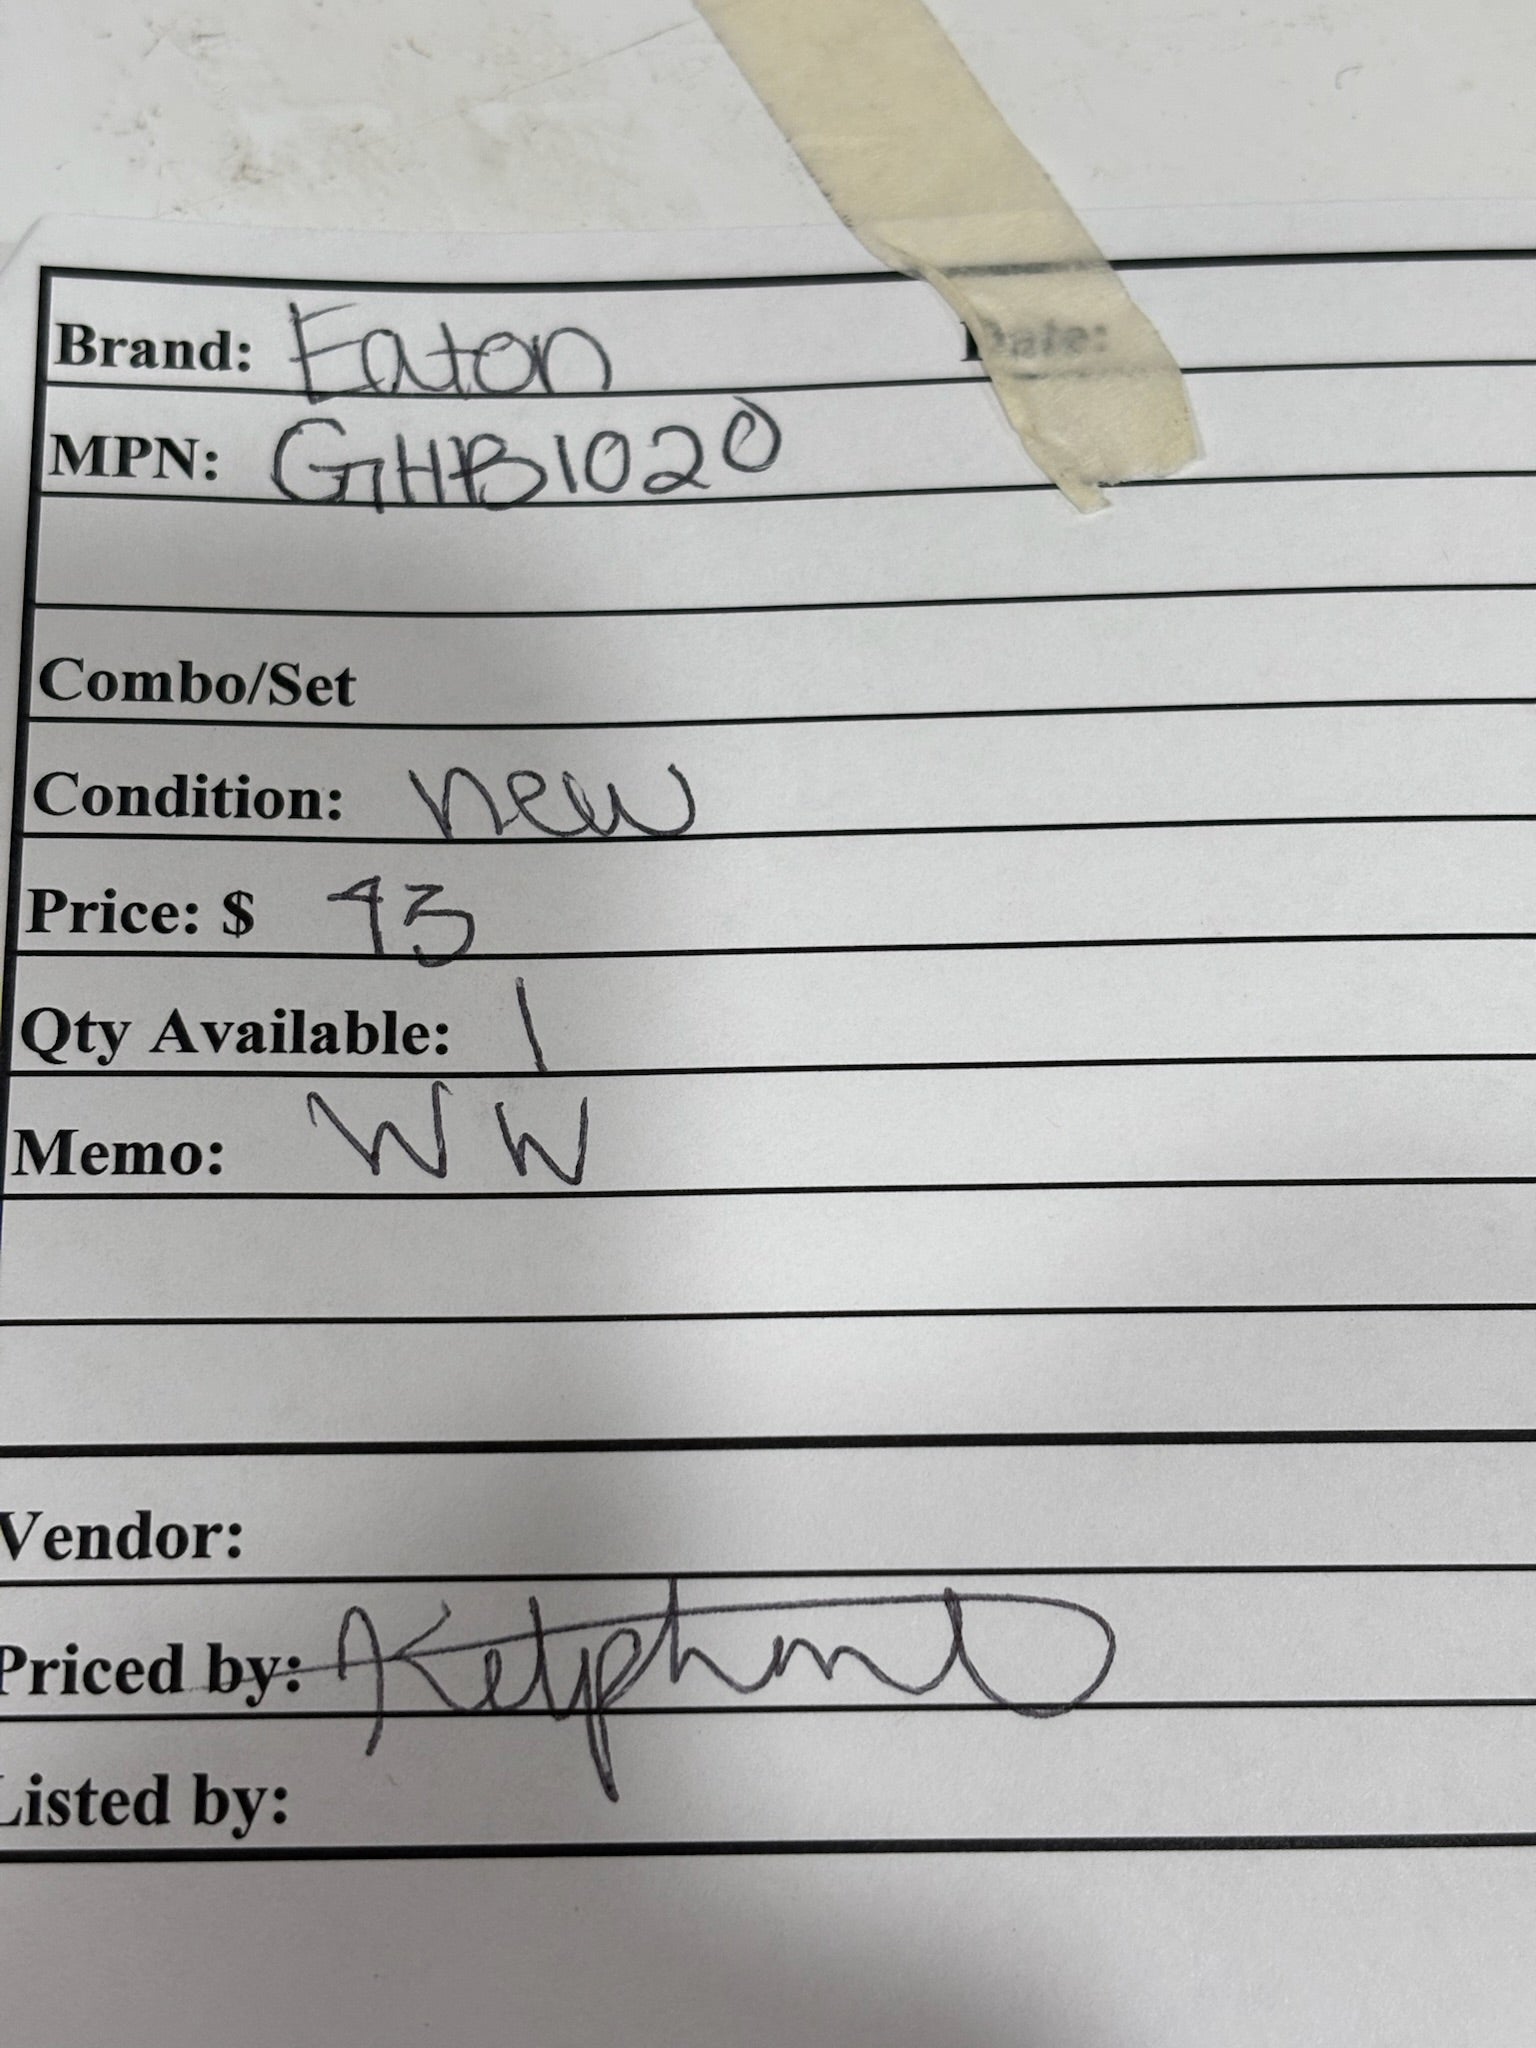 Brand: Eaton Date:
MPN: GHB1020
Combo/Set
Condition: new
Price: $ 43
Qty Available: 1
Memo: W W
Vendor:
Priced by:
Listed by: